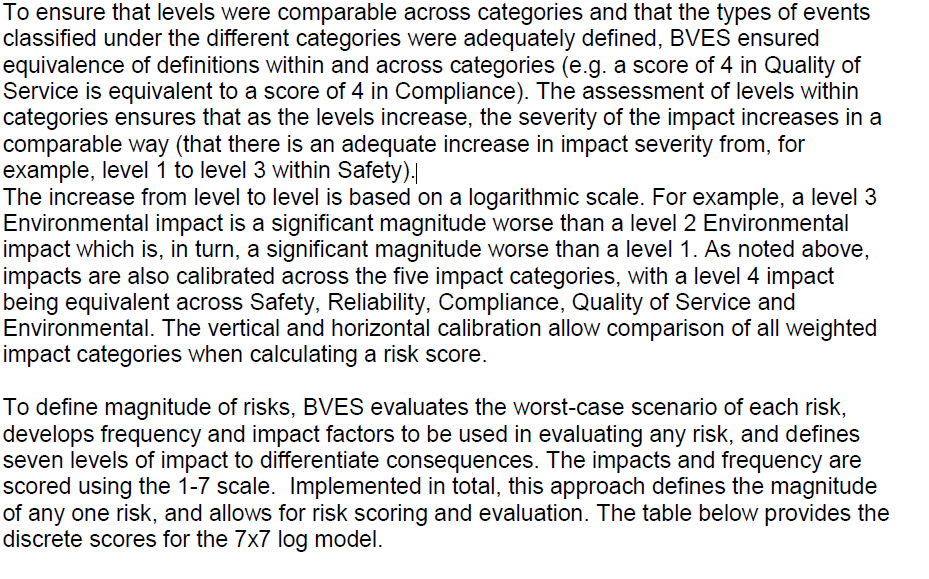 To ensure that levels were comparable across categories and that the types of events
classified under the different categories were adequately defined, BVES ensured
equivalence of definitions within and across categories (e.g. a score of 4 in Quality of
Service is equivalent to a score of 4 in Compliance). The assessment of levels within
categories ensures that as the levels increase, the severity of the impact increases in a
comparable way (that there is an adequate increase in impact severity from, for
example, level 1 to level 3 within Safety).
The increase from level to level is based on a logarithmic scale. For example, a level 3
Environmental impact is a significant magnitude worse than a level 2 Environmental
impact which is, in turn, a significant magnitude worse than a level 1. As noted above,
impacts are also calibrated across the five impact categories, with a level 4 impact
being equivalent across Safety, Reliability, Compliance, Quality of Service and
Environmental. The vertical and horizontal calibration allow comparison of all weighted
impact categories when calculating a risk score.
To define magnitude of risks, BVES evaluates the worst-case scenario of each risk,
develops frequency and impact factors to be used in evaluating any risk, and defines
seven levels of impact to differentiate consequences. The impacts and frequency are
scored using the 1-7 scale.  Implemented in total, this approach defines the magnitude
of any one risk, and allows for risk scoring and evaluation. The table below provides the
discrete scores for the 7x7 log model.